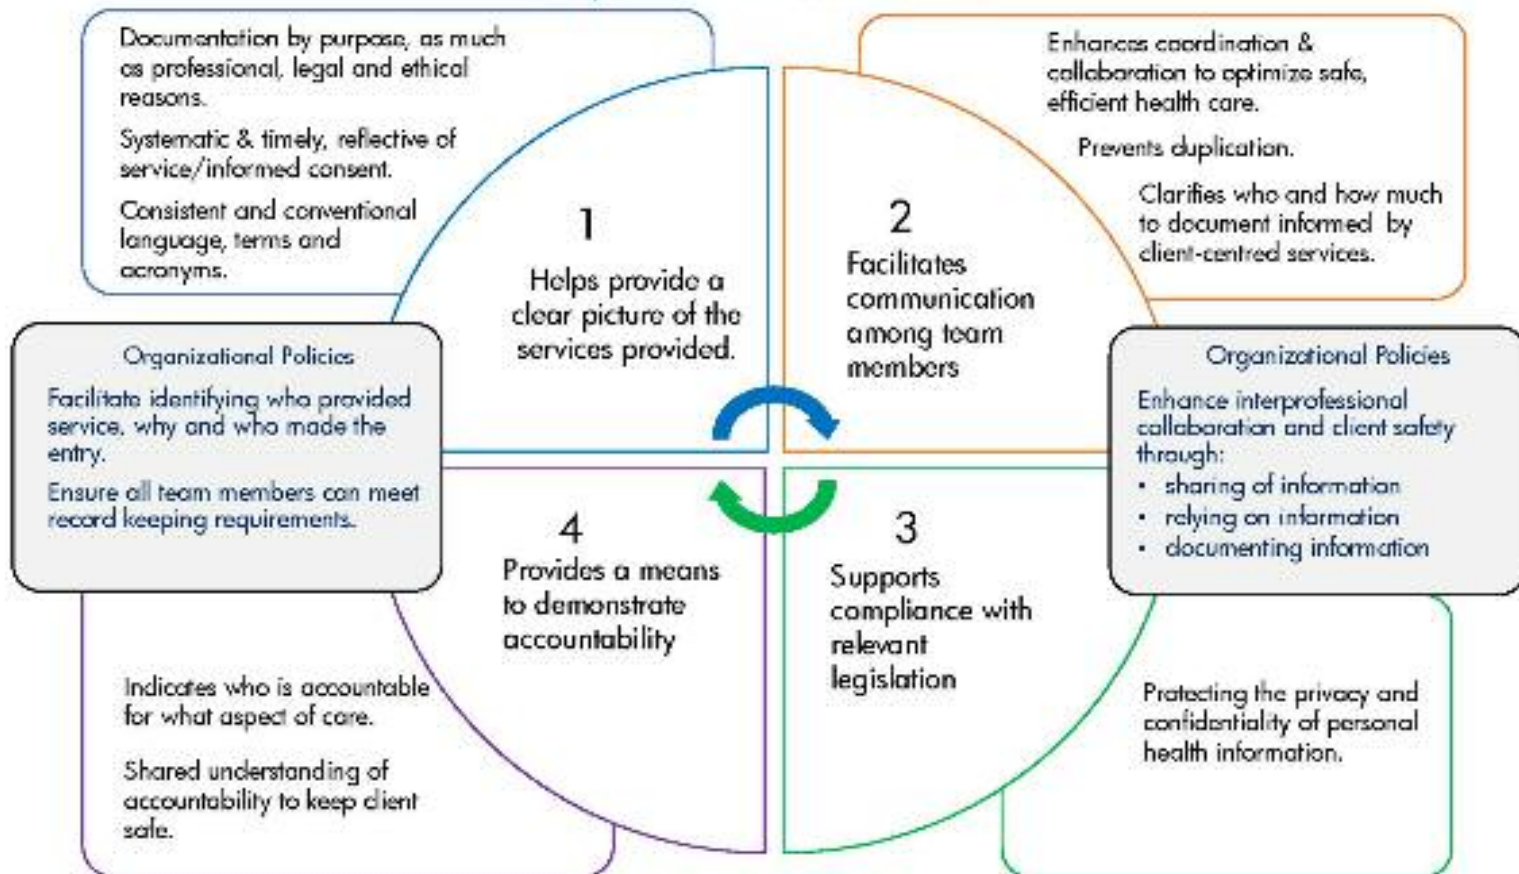 Documentation by purpose, as much
as professional, legal and ethical
reasons.
Systematic & timely, reflective of
service/informed consent.
Consistent and conventional
language, terms and
acronyms.
Enhances coordination &
collaboration to optimize safe,
efficient health care.
Prevents duplication.
Clarifies who and how much
to document informed by
client-centred services.
1
Helps provide a
clear picture of the
services provided.
2
Facilitates
communication
among team
members
Organizational Policies
Facilitate identifying who provided
service, why and who made the
entry.
Ensure all team members can meet
record keeping requirements.
Organizational Policies
Enhance interprofessional
collaboration and client safety
through:
• sharing of information
• relying on information
• documenting information
4
Provides a means
to demonstrate
accountability
3
Supports
compliance with
relevant
legislation
Indicates who is accountable
for what aspect of care.
Shared understanding of
accountability to keep client
safe.
Protecting the privacy and
confidentiality of personal
health information.